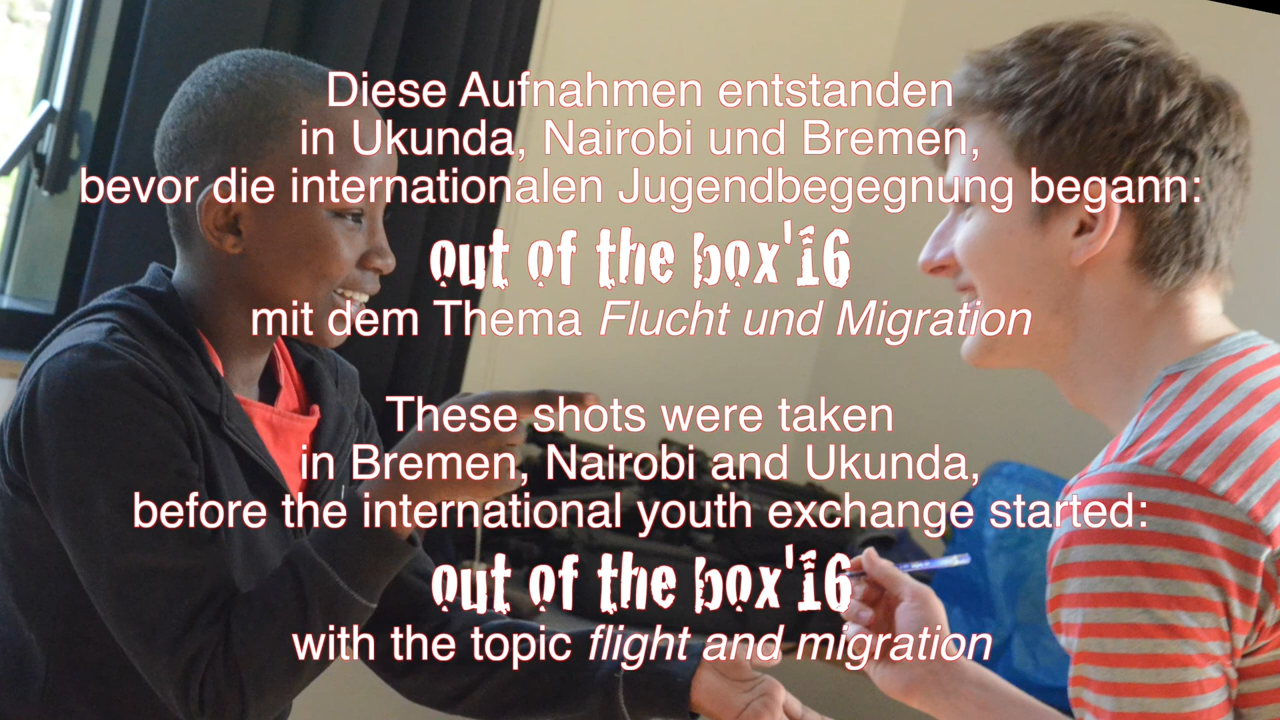 Diese Aufnahmen entstanden
in Ukunda, Nairobi und Bremen,
bevor die internationalen Jugendbegegnung begann:
out of the box'16
mit dem Thema Flucht und Migration
These shots were taken
in Bremen, Nairobi and Ukunda,
before the international youth exchange started:
out of the box'16
with the topic flight and migration